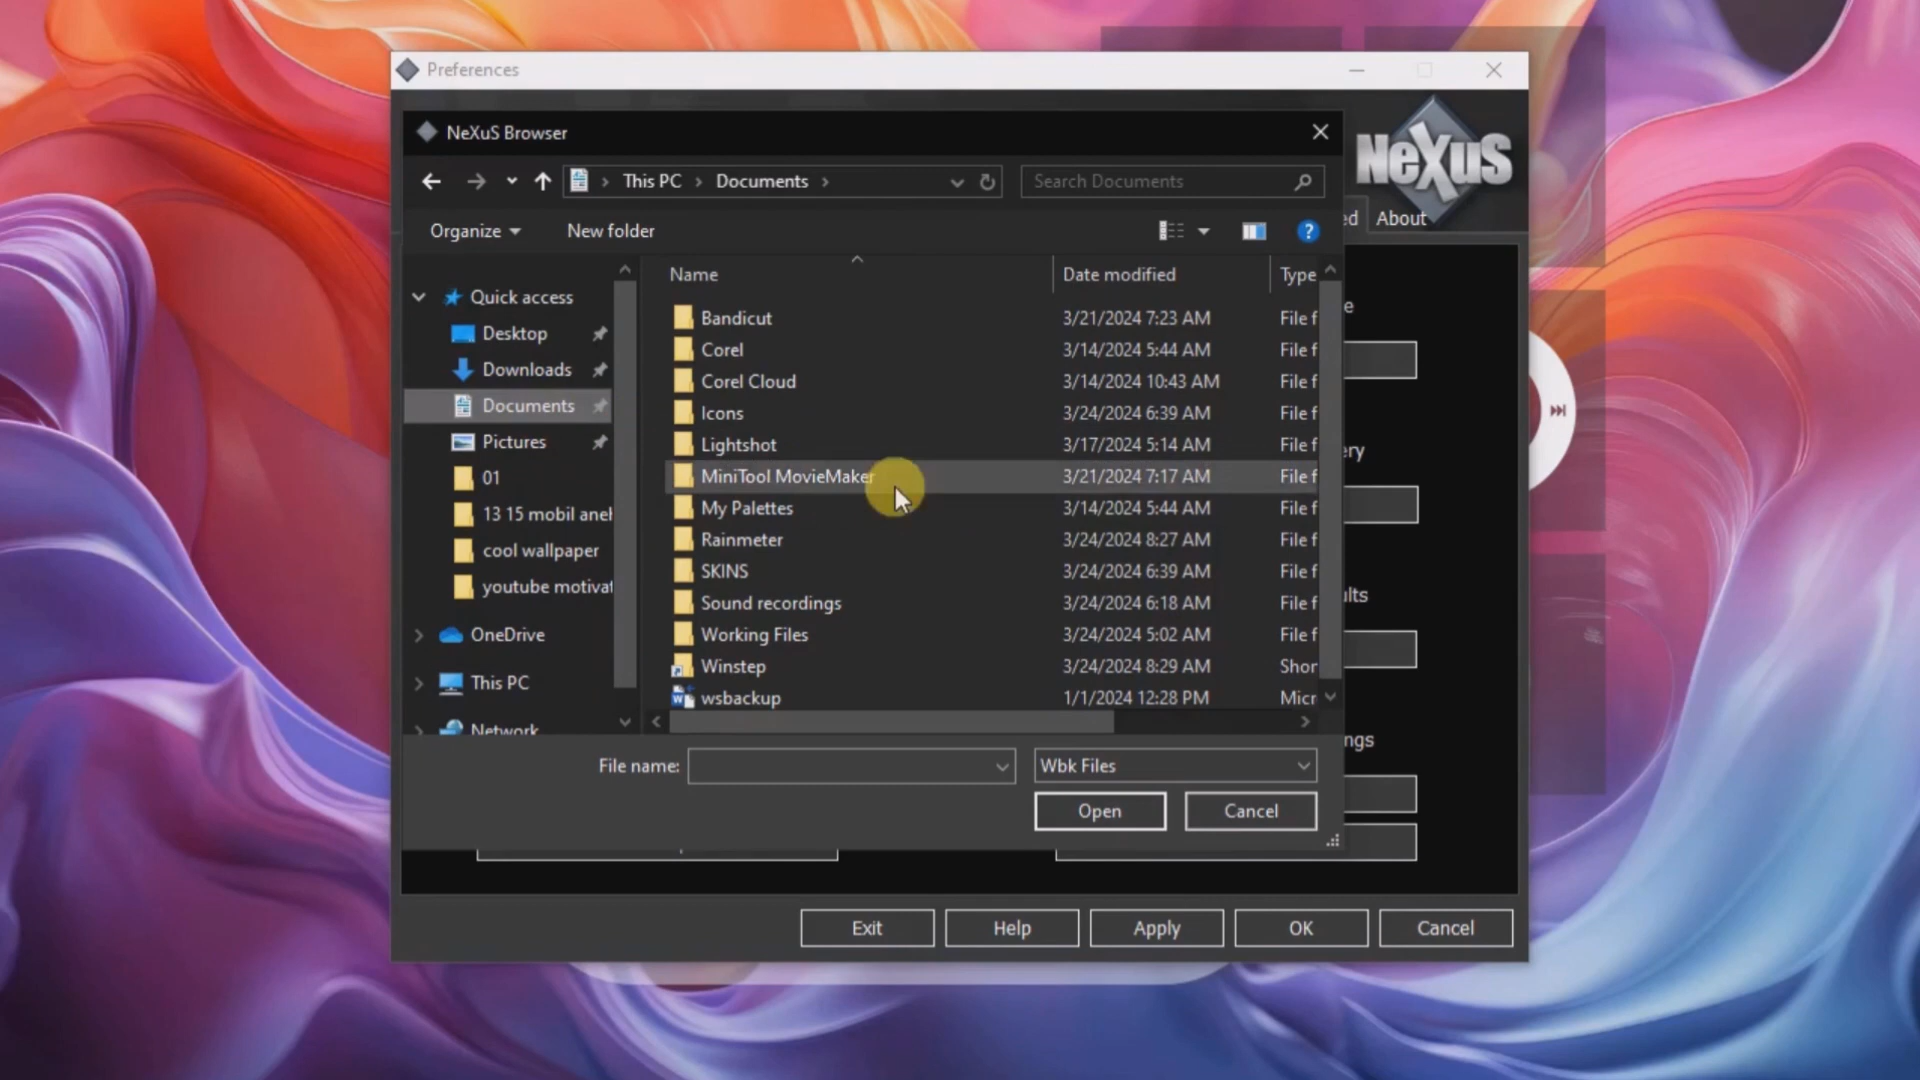 Preferences
NeXuS Browser
NeXuS
This PC
Documents
Search Documents
ed
About
Organize
New folder
?
Name
Date modified
Type
Quick access
Desktop
Downloads
Documents
Pictures
01
13 15 mobil aneh
cool wallpaper
youtube motivat
OneDrive
This PC
Network
Bandicut 3/21/2024 7:23 AM File f
Corel 3/14/2024 5:44 AM File f
Corel Cloud 3/14/2024 10:43 AM File f
Icons 3/24/2024 6:39 AM File f
Lightshot 3/17/2024 5:14 AM File f
MiniTool MovieMaker 3/21/2024 7:17 AM File f
My Palettes 3/14/2024 5:44 AM File f
Rainmeter 3/24/2024 8:27 AM File f
SKINS 3/24/2024 6:39 AM File f
Sound recordings 3/24/2024 6:18 AM File f
Working Files 3/24/2024 5:02 AM File f
Winstep 3/24/2024 8:29 AM Shor
wsbackup 1/1/2024 12:28 PM Micr
e
ry
lts
ngs
File name:
Wbk Files
Open
Cancel
Exit
Help
Apply
OK
Cancel